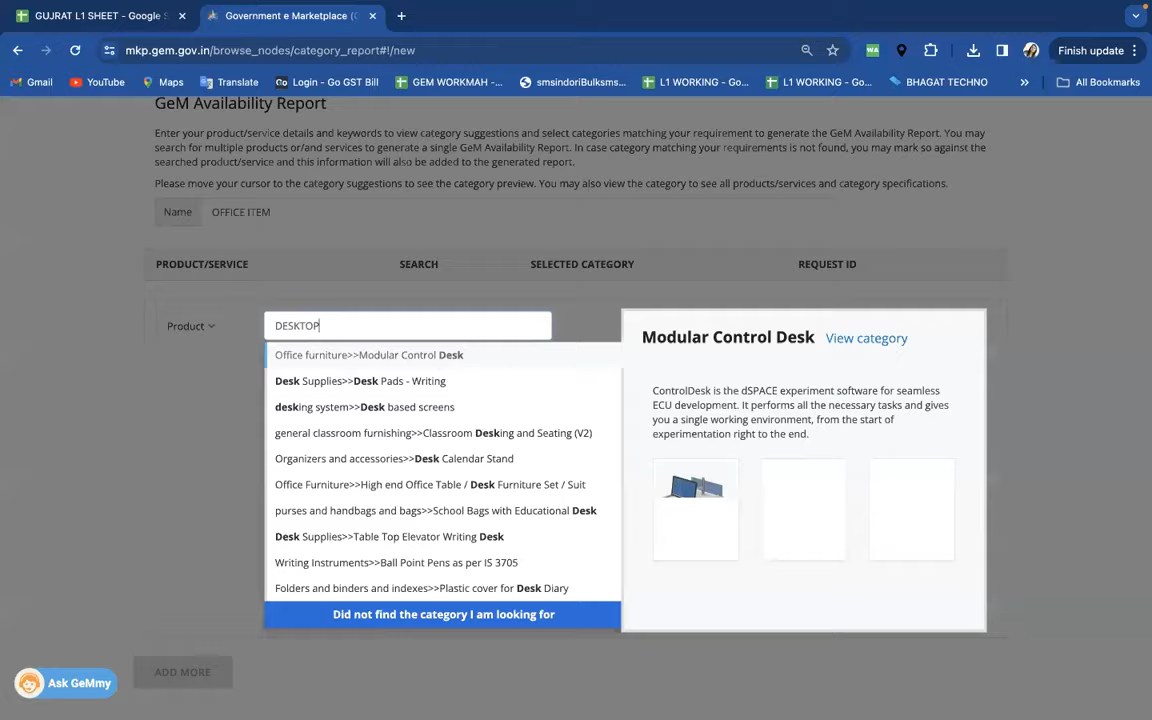 GUJRAT L1 SHEET - Google S
Government e Marketplace (G
mkp.gem.gov.in/browse_nodes/category_report#!/new
WA
Finish update
Gmail
YouTube
Maps
Translate
Co
Login - Go GST Bill
GEM WORKMAH -...
smsindoriBulksms...
L1 WORKING - Go...
L1 WORKING - Go...
BHAGAT TECHNO
»
All Bookmarks
GeM Availability Report
Enter your product/service details and keywords to view category suggestions and select categories matching your requirement to generate the GeM Availability Report. You may
search for multiple products or/and services to generate a single GeM Availability Report. In case category matching your requirements is not found, you may mark so against the
searched product/service and this information will also be added to the generated report.
Please move your cursor to the category suggestions to see the category preview. You may also view the category to see all products/services and category specifications.
Name OFFICE ITEM
PRODUCT/SERVICE SEARCH SELECTED CATEGORY REQUEST ID
Product
DESKTOP
Office furniture>>Modular Control Desk
Desk Supplies>>Desk Pads - Writing
desking system>>Desk based screens
general classroom furnishing>>Classroom Desking and Seating (V2)
Organizers and accessories>>Desk Calendar Stand
Office Furniture>>High end Office Table / Desk Furniture Set / Suit
purses and handbags and bags>>School Bags with Educational Desk
Desk Supplies>>Table Top Elevator Writing Desk
Writing Instruments>>Ball Point Pens as per IS 3705
Folders and binders and indexes>>Plastic cover for Desk Diary
Did not find the category I am looking for
Modular Control Desk View category
ControlDesk is the dSPACE experiment software for seamless
ECU development. It performs all the necessary tasks and gives
you a single working environment, from the start of
experimentation right to the end.
ADD MORE
Ask GeMmy